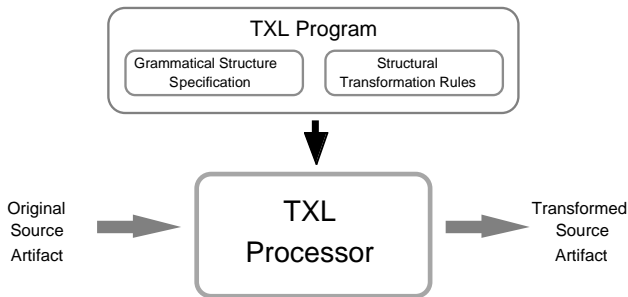 TXL Program
Grammatical Structure
Specification
Structural
Transformation Rules
Original
Source
Artifact
TXL
Processor
Transformed
Source
Artifact